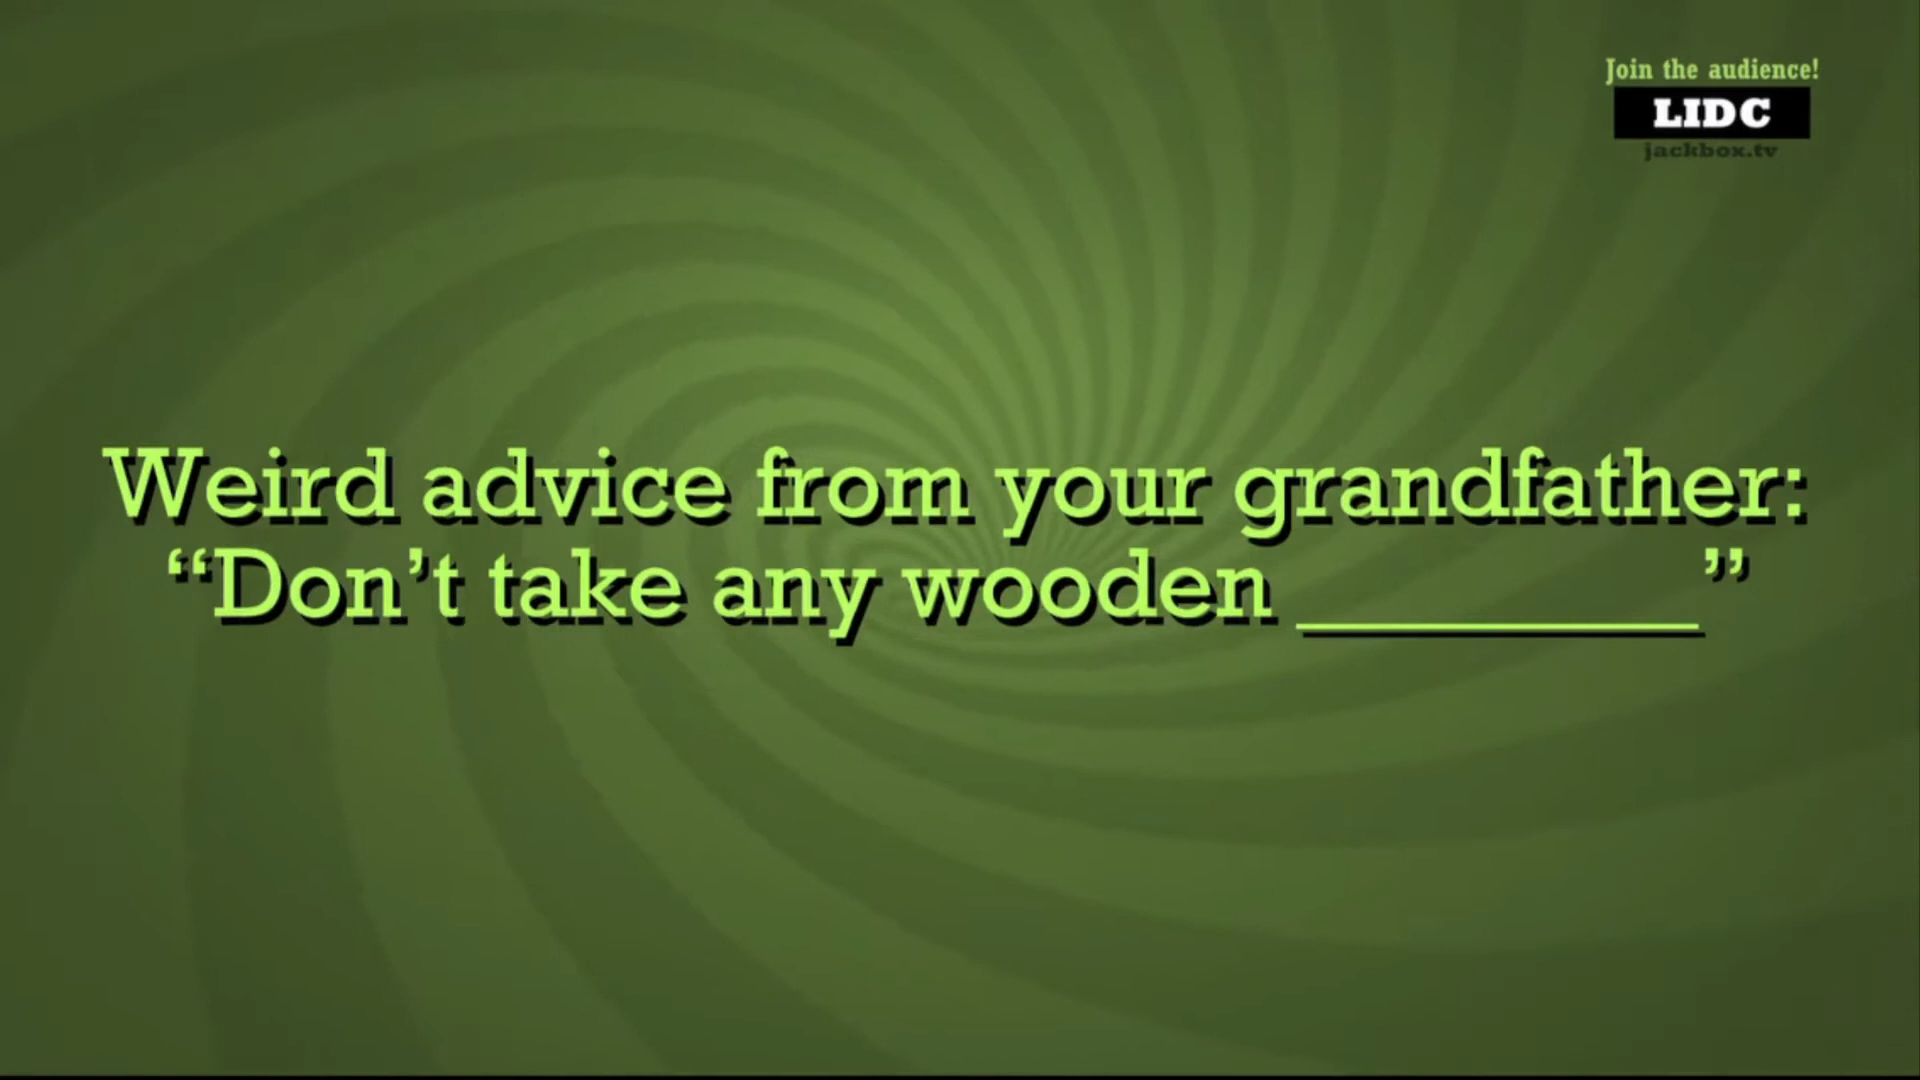 Join the audience!
LIDC
jackbox.tv
Weird advice from your grandfather:
“Don’t take any wooden ________”